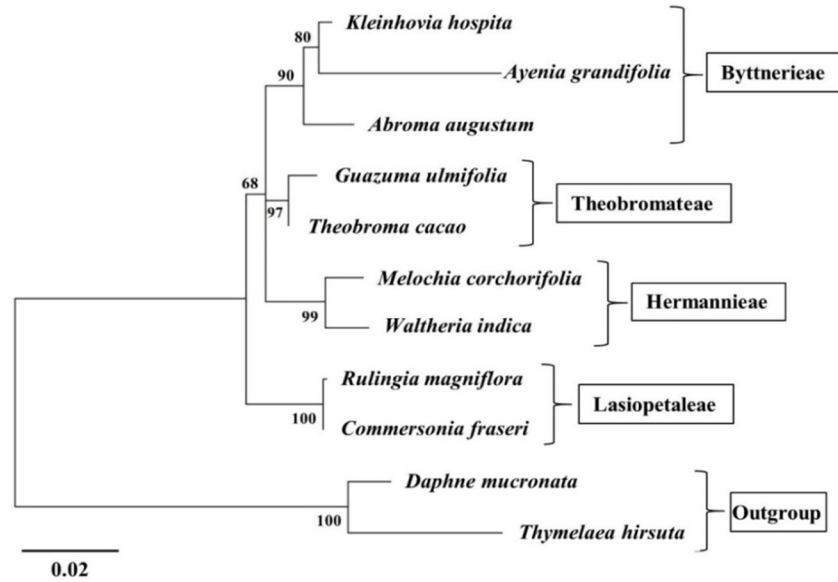 Kleinhovia hospita
80
Ayenia grandifolia
Byttnerieae
90
Abroma augustum
Guazuma ulmifolia
68
97
Theobromateae
Theobroma cacao
Melochia corchorifolia
Hermannieae
99
Waltheria indica
Rulingia magniflora
Lasiopetaleae
100
Commersonia fraseri
Daphne mucronata
Outgroup
100
Thymelaea hirsuta
0.02